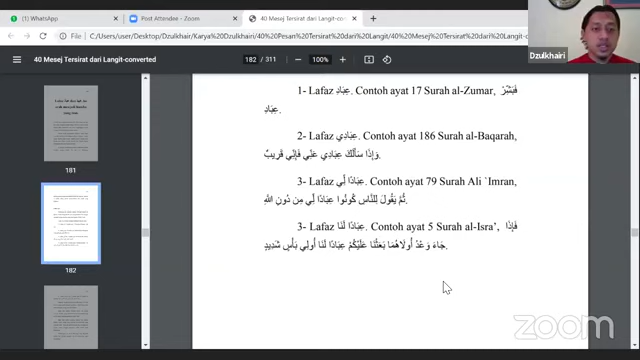 (1) WhatsApp
Post Attendee - Zoom
40 Mesej Tersirat dari Langit-con
File
C:/Users/user/Desktop/Dzulkhair/Karya%20Dzulkhairi/40%20Pesan%20Tersirat%20dari%20Langit/40%20Mesej%20Tersirat%20dari%20Langit-conve
40 Mesej Tersirat dari Langit-converted
182 / 311
100%
Dzulkhairi
181
182
1- Lafaz عِبَادِ. Contoh ayat 17 Surah al-Zumar, فَبَشِّرْ
عِبَادِ.
2- Lafaz عِبَادِي. Contoh ayat 186 Surah al-Baqarah,
وَإِذَا سَأَلَكَ عِبَادِي عَنِّي فَإِنِّي قَرِيبٌ.
3- Lafaz عِبَادًا لِّي. Contoh ayat 79 Surah Ali `Imran,
ثُمَّ يَقُولَ لِلنَّاسِ كُونُوا عِبَادًا لِّي مِن دُونِ اللَّهِ.
3- Lafaz عِبَادًا لَنَا. Contoh ayat 5 Surah al-Isra’, فَإِذَا
جَاءَ وَعْدُ أُولَاهُمَا بَعَثْنَا عَلَيْكُمْ عِبَادًا لَنَا أُولِي بَأْسٍ شَدِيدٍ.
zoom